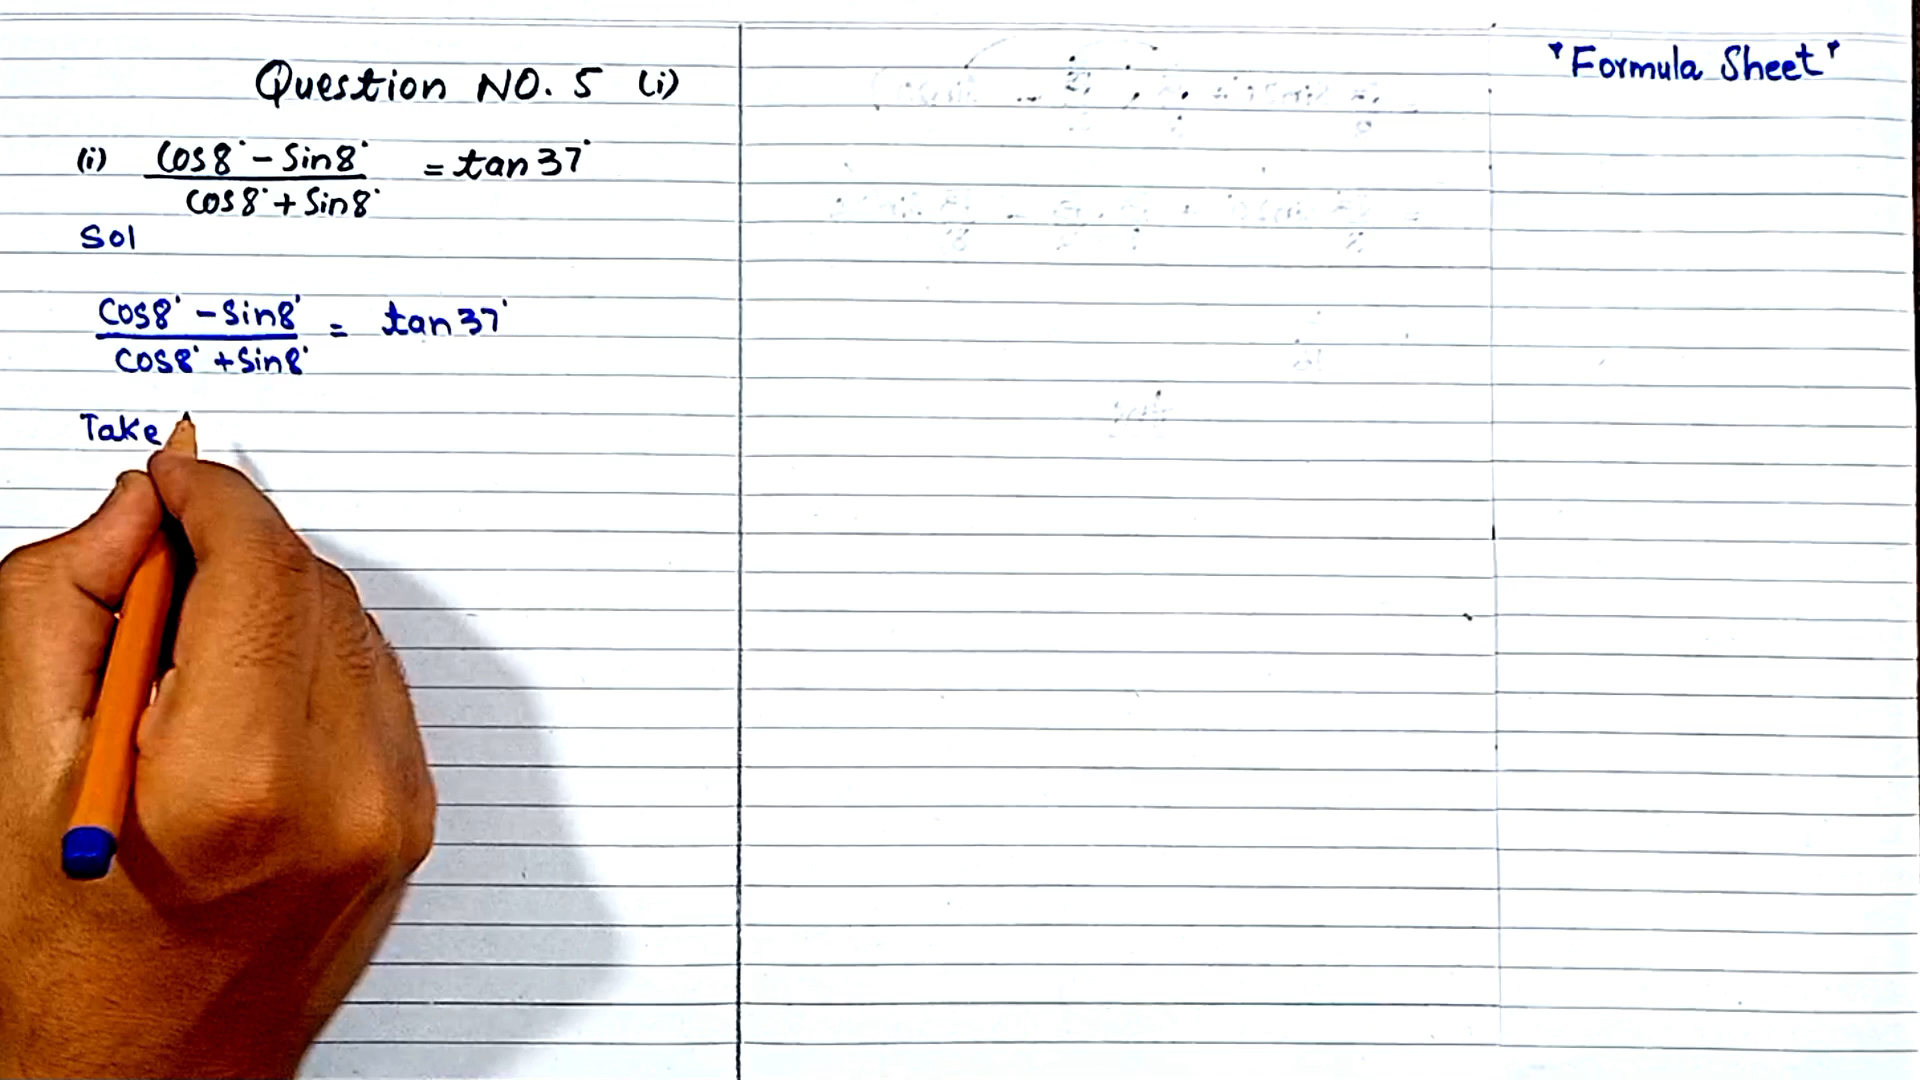 Question NO. 5 (i)
(i) Cos8° - Sin8° = tan37°
Cos8° + Sin8°
Sol
Cos8° - Sin8° = tan37°
Cos8° + Sin8°
Take
"Formula Sheet"